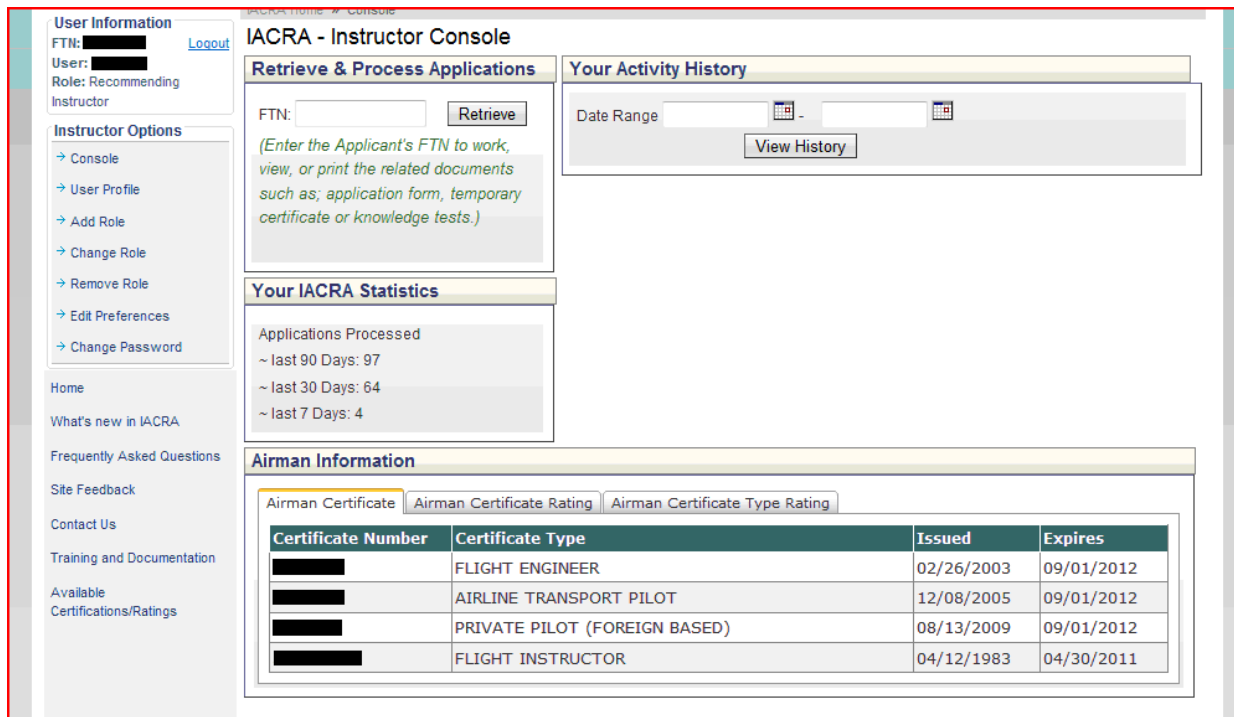 IACRA Home » Console
User Information
FTN:
Logout
User:
Role: Recommending
Instructor
Instructor Options
Console
User Profile
Add Role
Change Role
Remove Role
Edit Preferences
Change Password
Home
What's new in IACRA
Frequently Asked Questions
Site Feedback
Contact Us
Training and Documentation
Available
Certifications/Ratings
IACRA - Instructor Console
Retrieve & Process Applications
FTN:
Retrieve
(Enter the Applicant's FTN to work,
view, or print the related documents
such as; application form, temporary
certificate or knowledge tests.)
Your Activity History
Date Range
-
View History
Your IACRA Statistics
Applications Processed
~ last 90 Days: 97
~ last 30 Days: 64
~ last 7 Days: 4
Airman Information
Airman Certificate Airman Certificate Rating Airman Certificate Type Rating
Certificate Number Certificate Type Issued Expires
FLIGHT ENGINEER 02/26/2003 09/01/2012
AIRLINE TRANSPORT PILOT 12/08/2005 09/01/2012
PRIVATE PILOT (FOREIGN BASED) 08/13/2009 09/01/2012
FLIGHT INSTRUCTOR 04/12/1983 04/30/2011